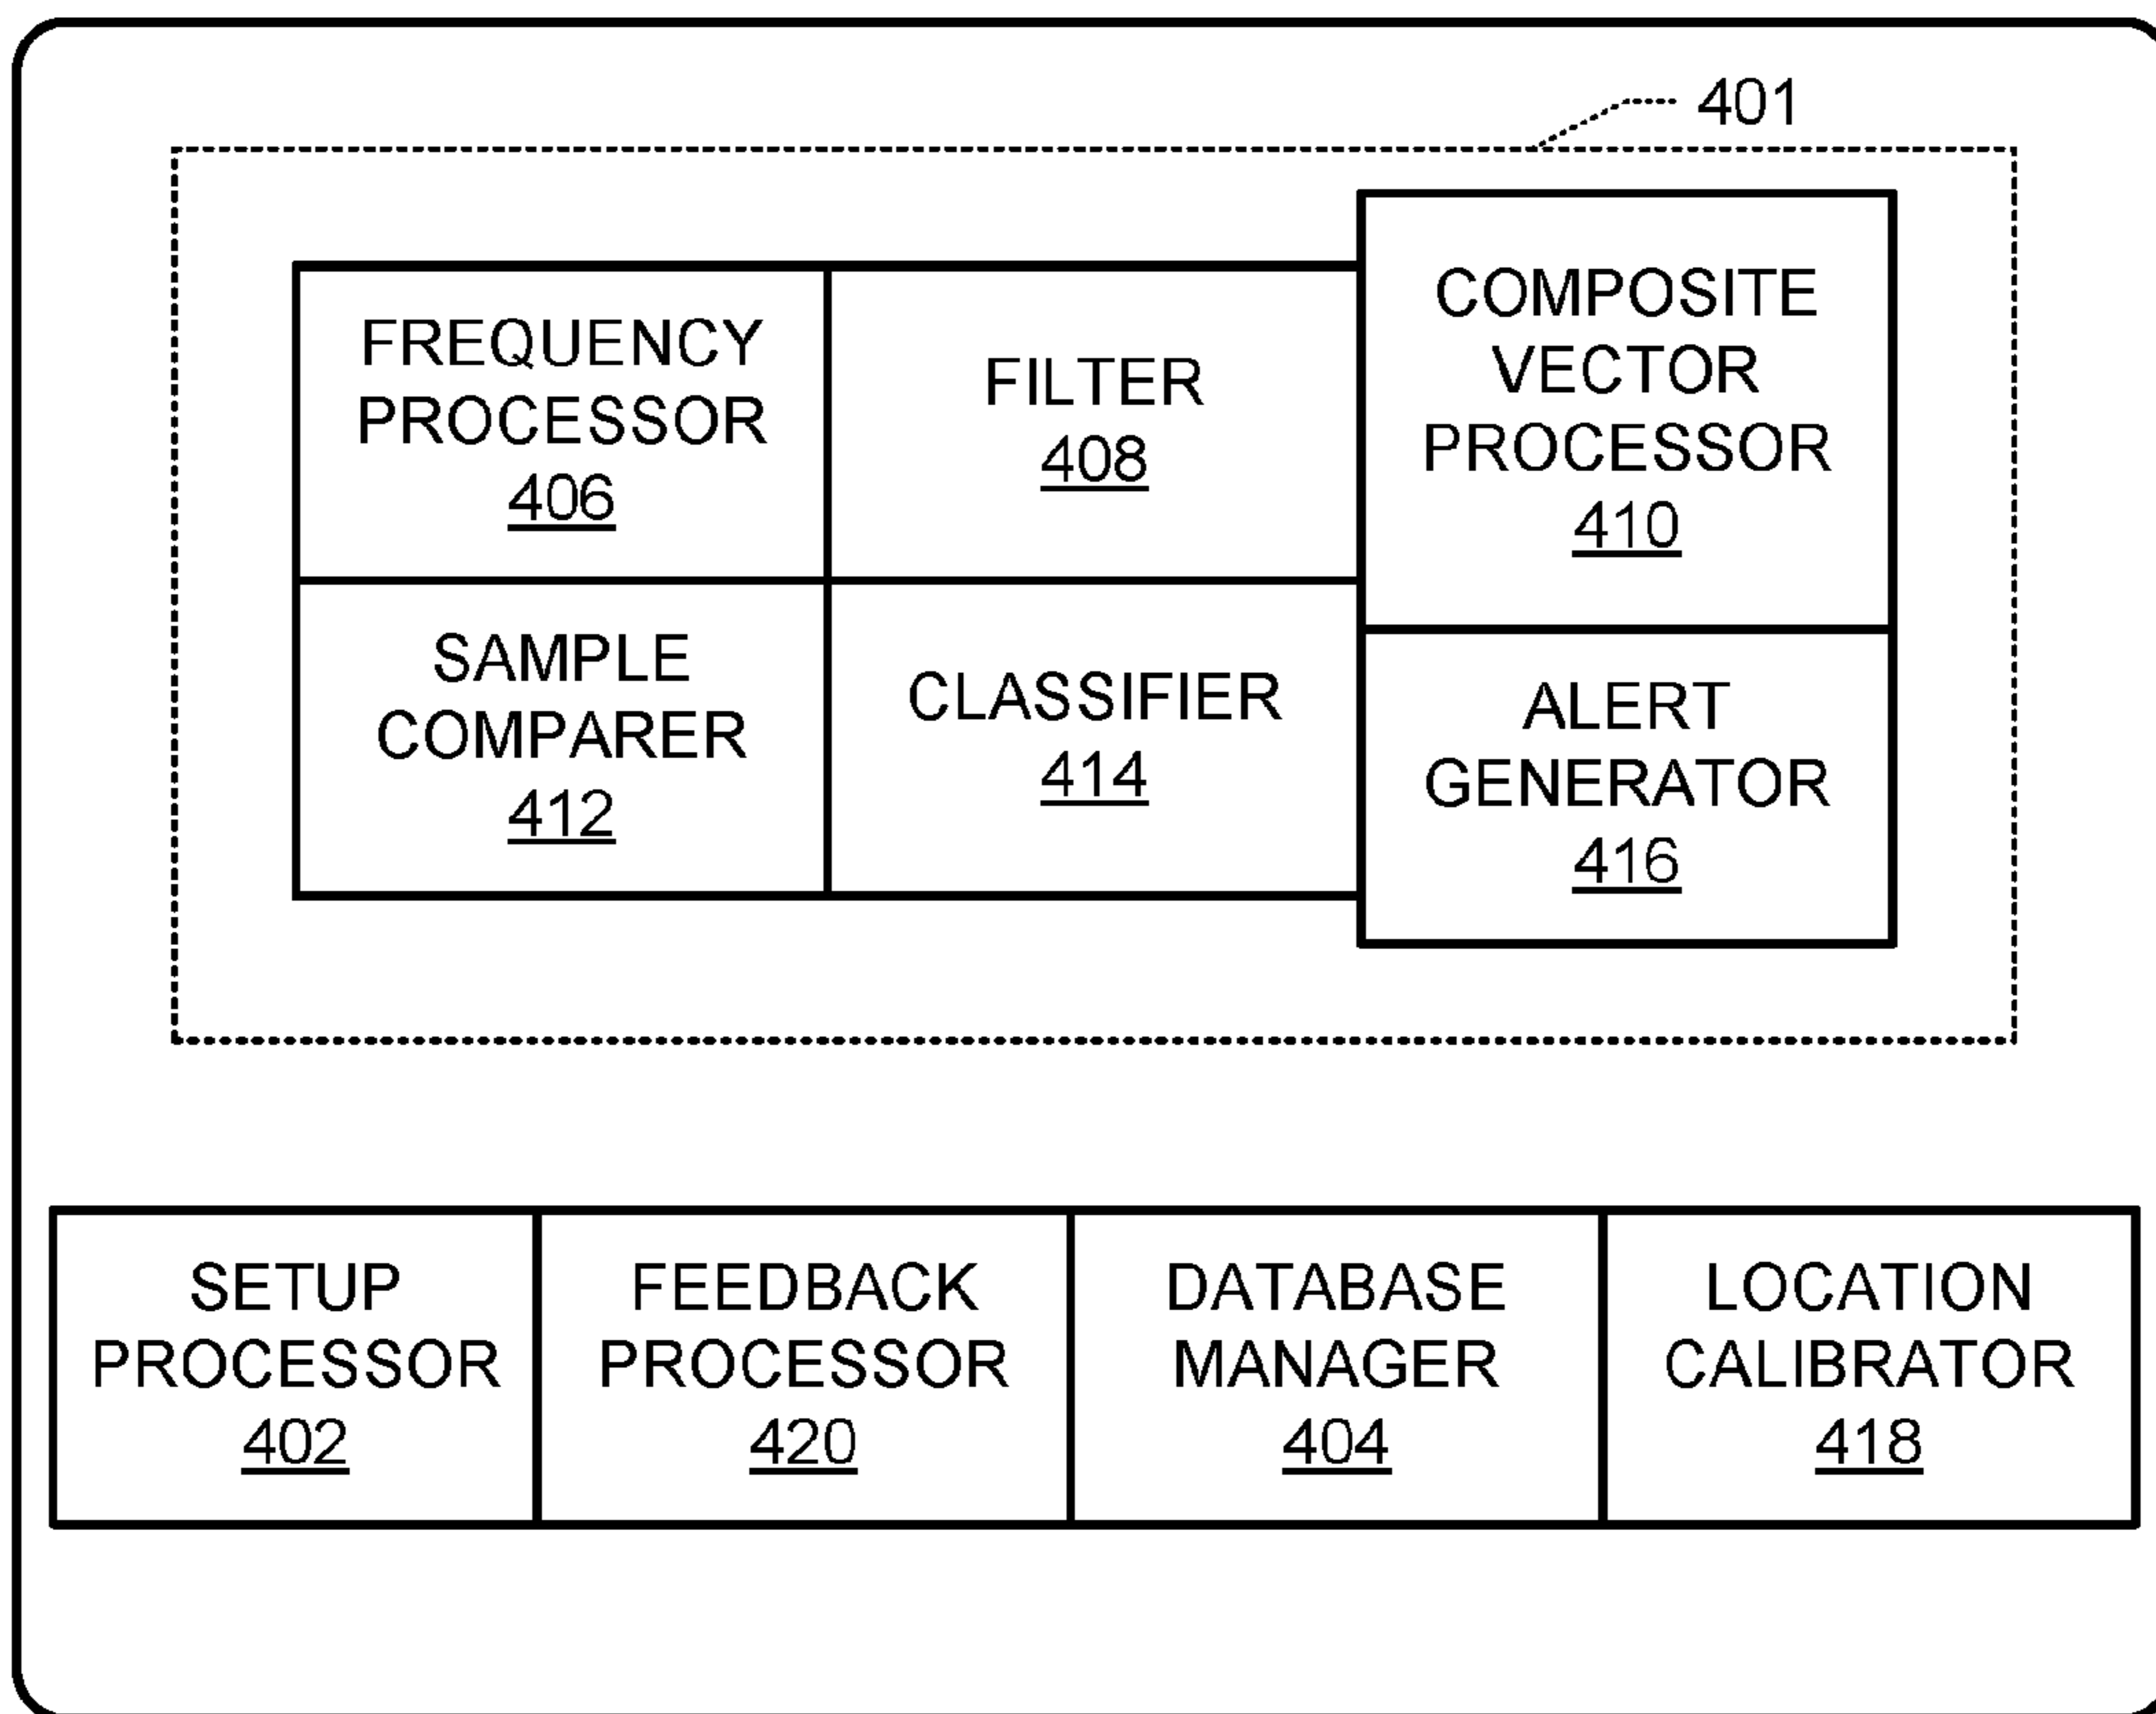 401
FREQUENCY
PROCESSOR
406
FILTER
408
COMPOSITE
VECTOR
PROCESSOR
410
SAMPLE
COMPARER
412
CLASSIFIER
414
ALERT
GENERATOR
416
SETUP
PROCESSOR
402
FEEDBACK
PROCESSOR
420
DATABASE
MANAGER
404
LOCATION
CALIBRATOR
418